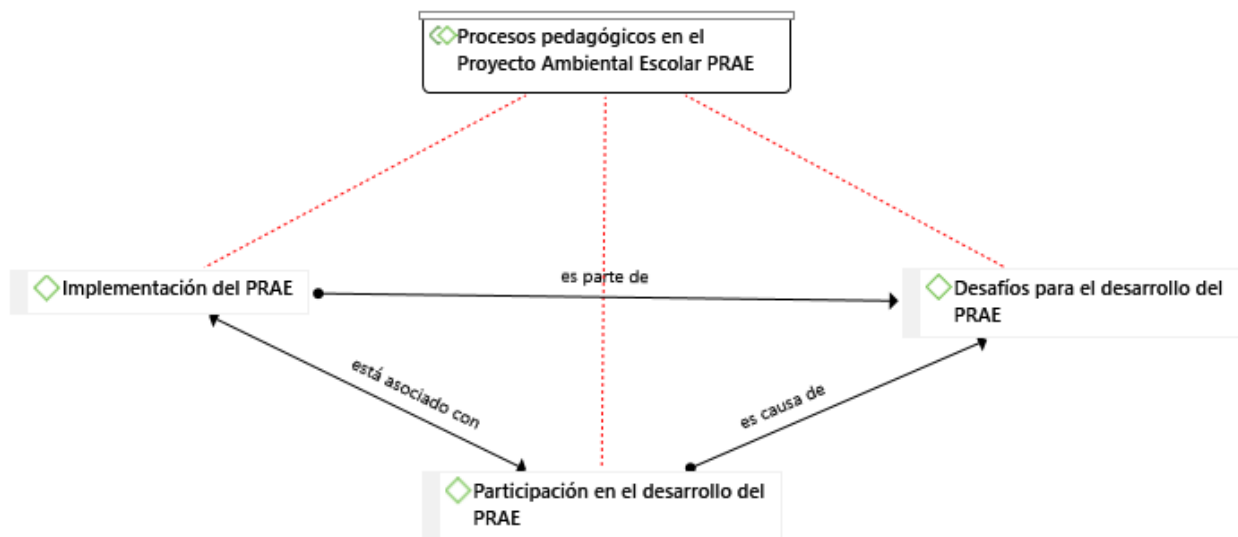 Procesos pedagógicos en el
Proyecto Ambiental Escolar PRAE
es parte de
Implementación del PRAE
Desafíos para el desarrollo del
PRAE
está asociado con
es causa de
Participación en el desarrollo del
PRAE